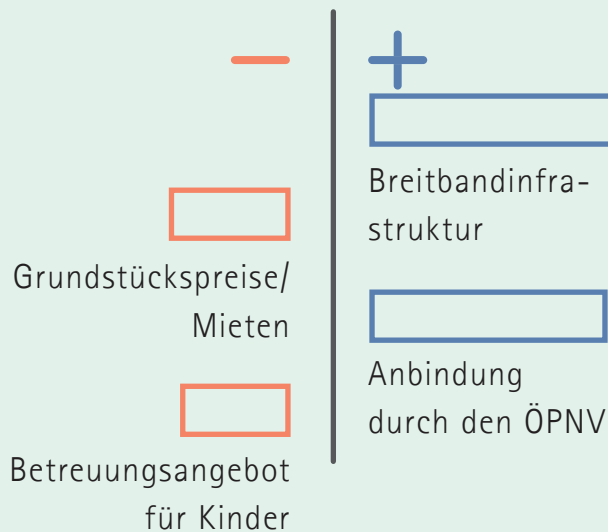 − +
Breitbandinfra-
struktur
Grundstückspreise/
Mieten
Anbindung
durch den ÖPNV
Betreuungsangebot
für Kinder